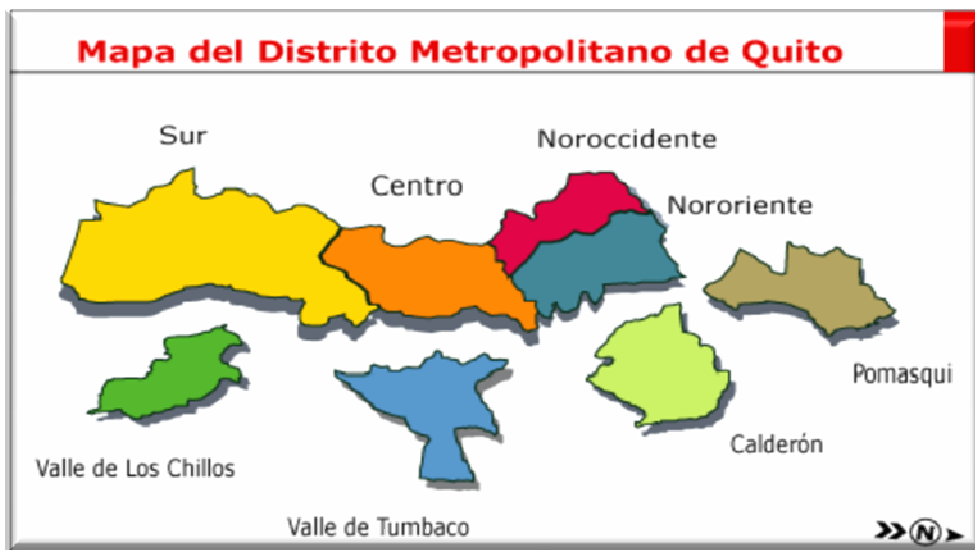 Mapa del Distrito Metropolitano de Quito
Sur
Noroccidente
Centro
Nororiente
Pomasqui
Calderón
Valle de Los Chillos
Valle de Tumbaco
N